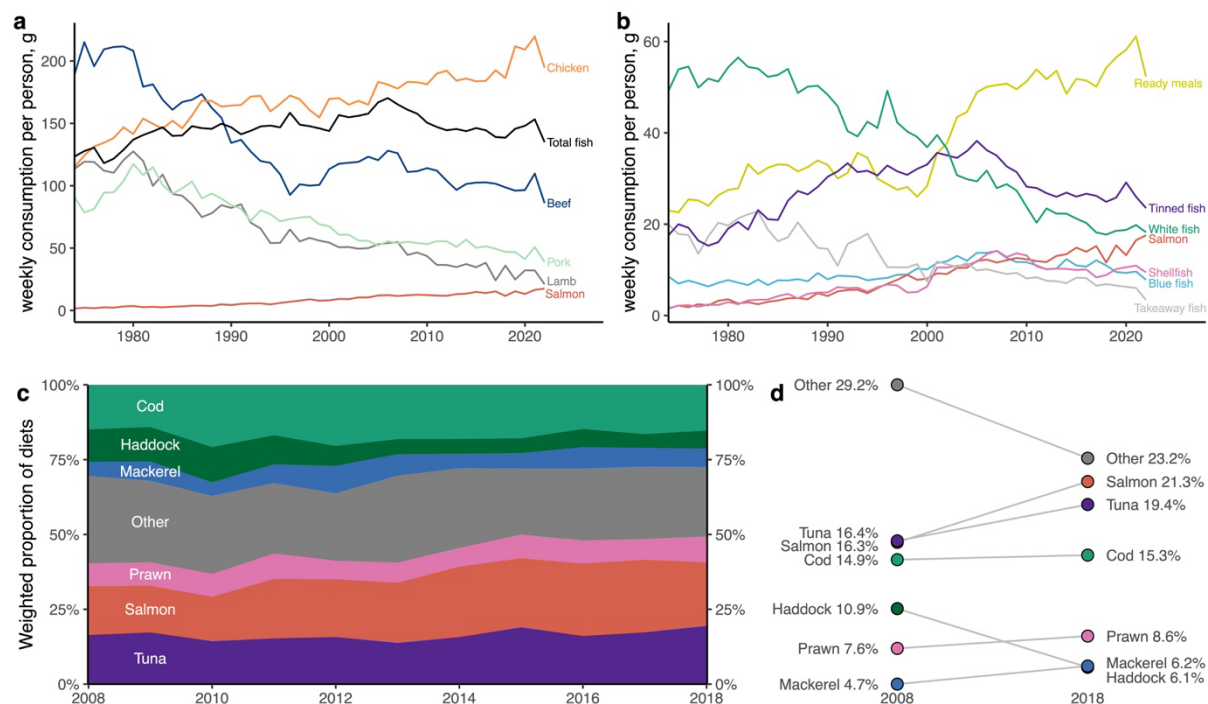 a
weekly consumption per person, g
200
150
100
50
0
Chicken
Total fish
Beef
Pork
Lamb
Salmon
1980
1990
2000
2010
2020
b
weekly consumption per person, g
60
40
20
0
Ready meals
Tinned fish
White fish
Salmon
Shellfish
Blue fish
Takeaway fish
1980
1990
2000
2010
2020
c
Weighted proportion of diets
100%
75%
50%
25%
0%
Cod
Haddock
Mackerel
Other
Prawn
Salmon
Tuna
100%
75%
50%
25%
0%
2008
2010
2012
2014
2016
2018
d
Other 29.2%
Tuna 16.4%
Salmon 16.3%
Cod 14.9%
Haddock 10.9%
Prawn 7.6%
Mackerel 4.7%
Other 23.2%
Salmon 21.3%
Tuna 19.4%
Cod 15.3%
Prawn 8.6%
Mackerel 6.2%
Haddock 6.1%
2008
2018